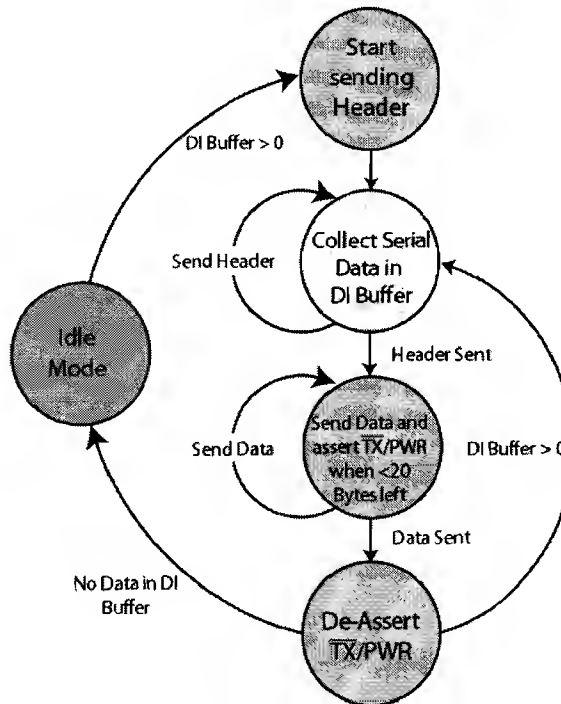 Start
sending
Header
DI Buffer > 0
Collect Serial
Data in
DI Buffer
Send Header
Idle
Mode
Header Sent
Send Data and
assert T̅X̅/PWR
when <20
Bytes left
Send Data
DI Buffer > 0
Data Sent
No Data in DI
Buffer
De-Assert
T̅X̅/PWR